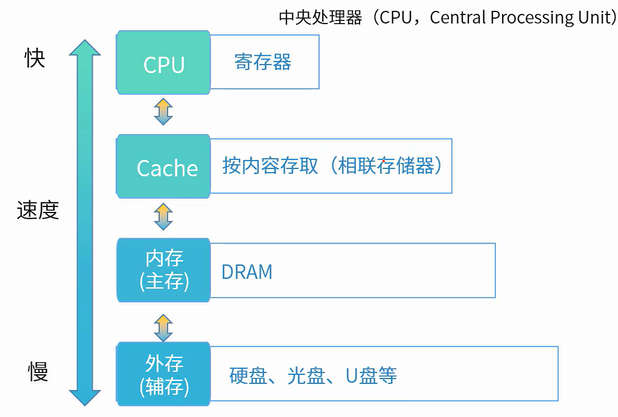 中央处理器（CPU，Central Processing Unit）
快
CPU
寄存器
Cache
按内容存取（相联存储器）
速度
内存
(主存)
DRAM
慢
外存
(辅存)
硬盘、光盘、U盘等